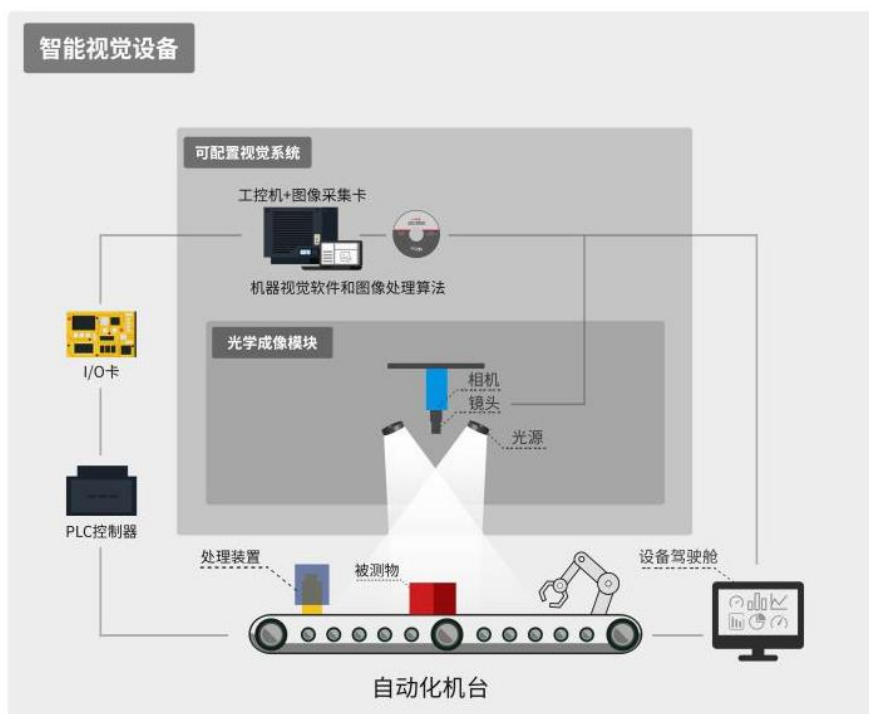 智能视觉设备
可配置视觉系统
工控机+图像采集卡
机器视觉软件和图像处理算法
光学成像模块
相机
镜头
光源
I/O卡
PLC控制器
处理装置
被测物
设备驾驶舱
自动化机台